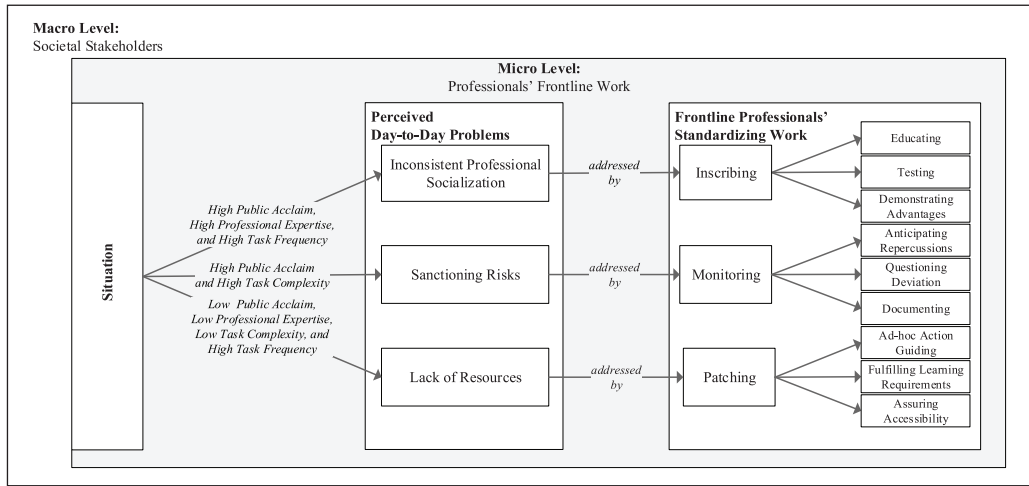 Macro Level:
Societal Stakeholders
Micro Level:
Professionals' Frontline Work
Situation
High Public Acclaim,
High Professional Expertise,
and High Task Frequency
High Public Acclaim
and High Task Complexity
Low Public Acclaim,
Low Professional Expertise,
Low Task Complexity, and
High Task Frequency
Perceived
Day-to-Day Problems
Inconsistent Professional
Socialization
Sanctioning Risks
Lack of Resources
addressed
by
addressed
by
addressed
by
Frontline Professionals'
Standardizing Work
Inscribing
Monitoring
Patching
Educating
Testing
Demonstrating
Advantages
Anticipating
Repercussions
Questioning
Deviation
Documenting
Ad-hoc Action
Guiding
Fulfilling Learning
Requirements
Assuring
Accessibility